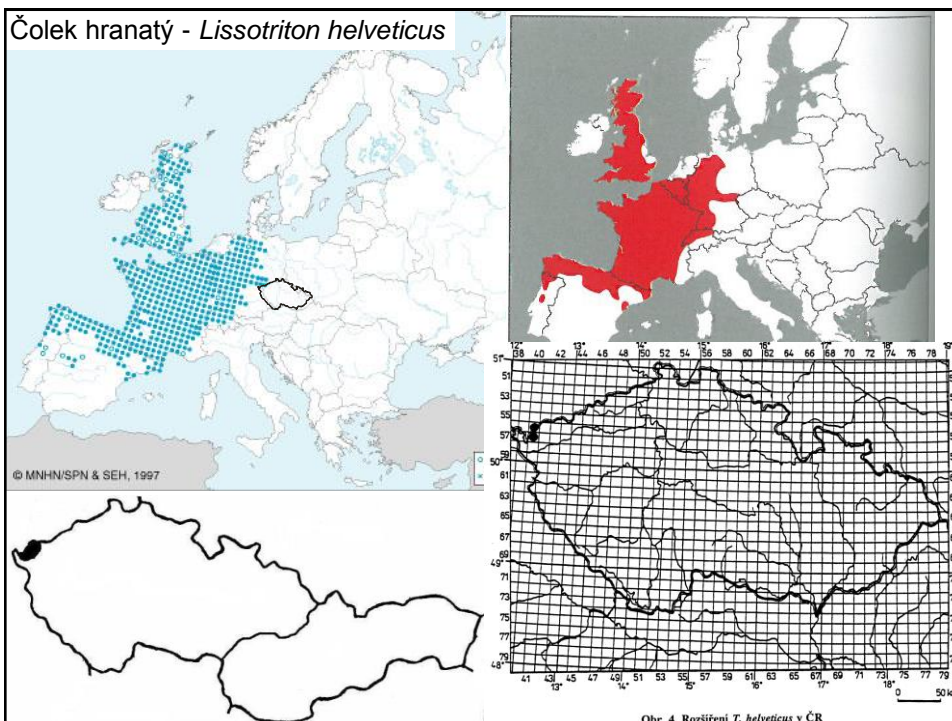 Čolek hranatý - Lissotriton helveticus
© MNHN/SPN & SEH, 1997
12° 13° 14° 15° 16° 17° 18° 19
51° 38 40 42 44 46 48 50 52 54 56 58 60 62 64 66 68 70 72 74 76 78
51
53
55
57
50°
59
61
63
65
67
69
49°
71
73
75
77
79
48°
41 43 45 47 49 51 53 55 57 59 61 63 65 67 69 71 73 75 77 79
13° 14° 15° 16° 17° 18°
0 50 k
Obr. 4. Rozšíření T. helveticus v ČR